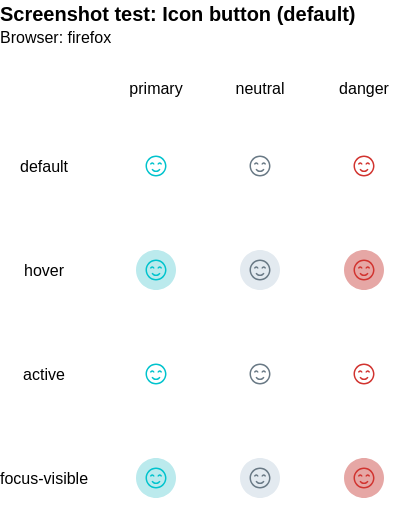 Screenshot test: Icon button (default)
Browser: firefox
primary neutral danger
default
hover
active
focus-visible